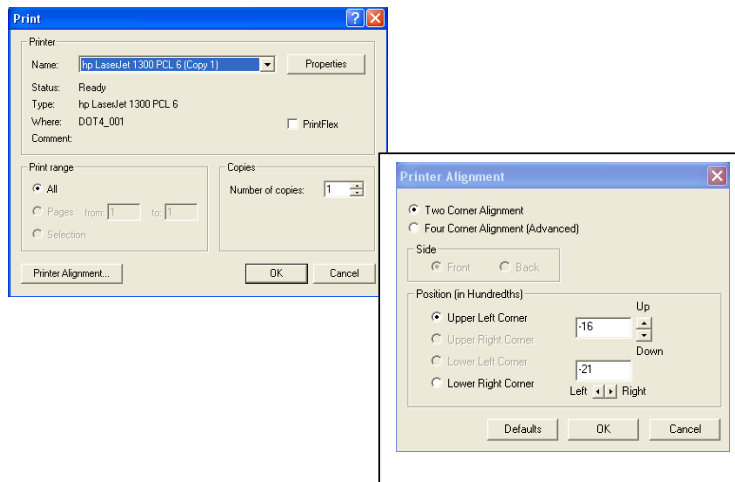 Print
Printer
Name: hp LaserJet 1300 PCL 6 (Copy 1) Properties
Status: Ready
Type: hp LaserJet 1300 PCL 6
Where: DOT4_001 PrintFlex
Comment:
Print range
All
Pages from: 1 to: 1
Selection
Copies
Number of copies: 1
Printer Alignment... OK Cancel
Printer Alignment
Two Corner Alignment
Four Corner Alignment (Advanced)
Side
Front Back
Position (in Hundredths)
Up
Upper Left Corner -16
Upper Right Corner
Down
Lower Left Corner -21
Lower Right Corner Left Right
Defaults OK Cancel